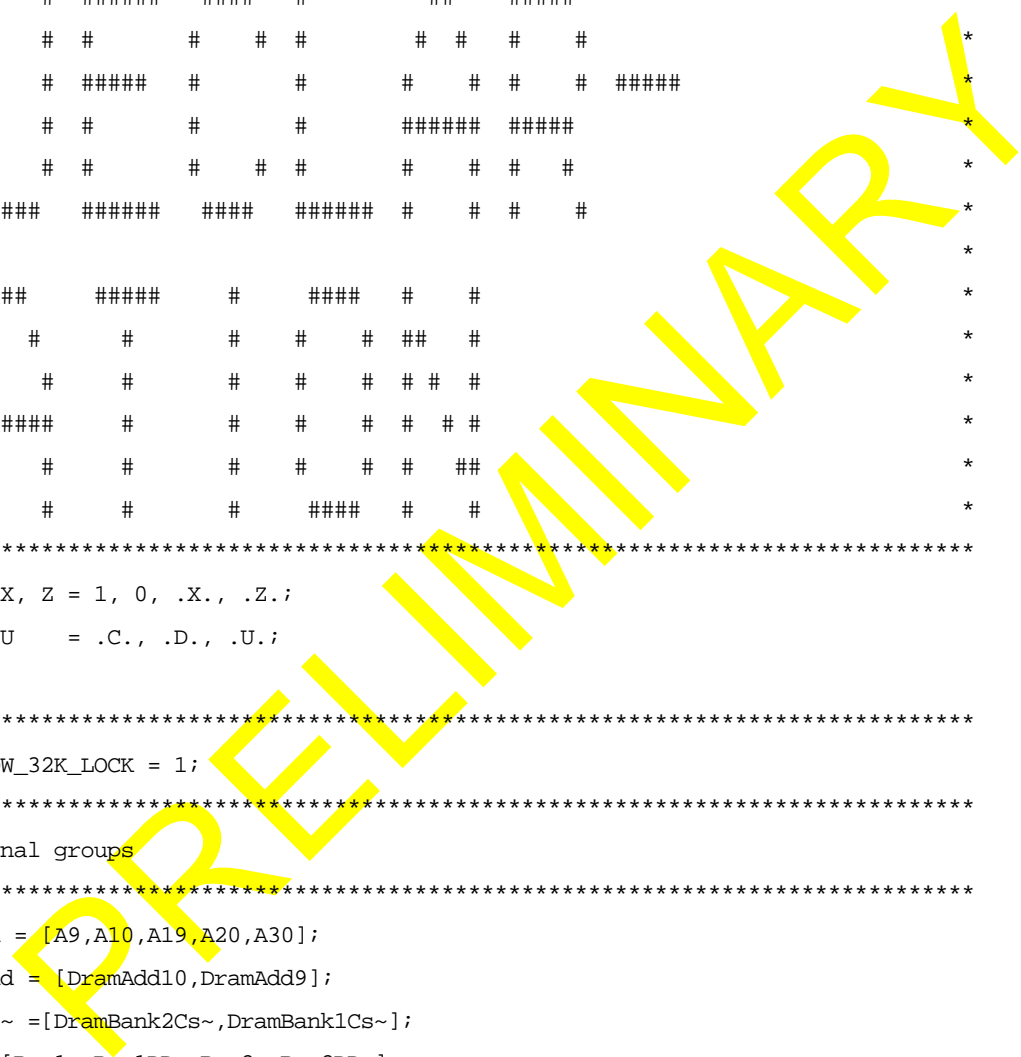 # # # # # # # # # *
# ##### # # # # # # ##### *
# # # # ###### ##### *
# # # # # # # # # *
### ###### #### ###### # # # # *
*
## ##### # #### # # *
# # # # # ## # *
# # # # # # # # *
#### # # # # # # # *
# # # # # # ## *
# # # #### # # *
*************************************************************************
X, Z = 1, 0, .X., .Z.;
U = .C., .D., .U.;
*************************************************************************
W_32K_LOCK = 1;
*************************************************************************
nal groups
*************************************************************************
= [A9,A10,A19,A20,A30];
d = [DramAdd10,DramAdd9];
~ =[DramBank2Cs~,DramBank1Cs~];
PRELIMINARY